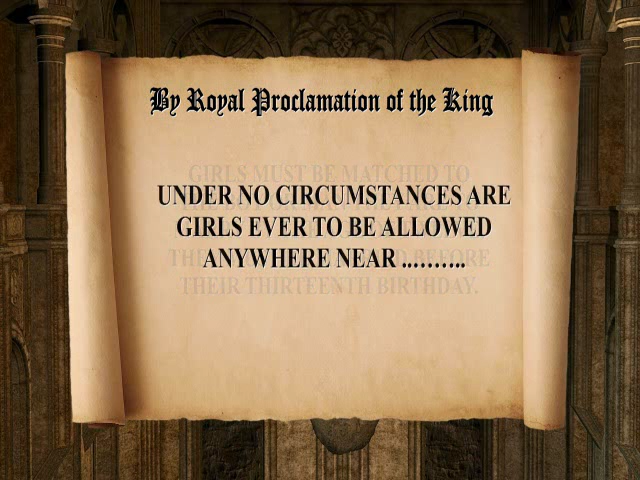 By Royal Proclamation of the King
GIRLS MUST BE MATCHED TO
UNDER NO CIRCUMSTANCES ARE
GIRLS EVER TO BE ALLOWED
ANYWHERE NEAR .........
THEIR THIRTEENTH BIRTHDAY.